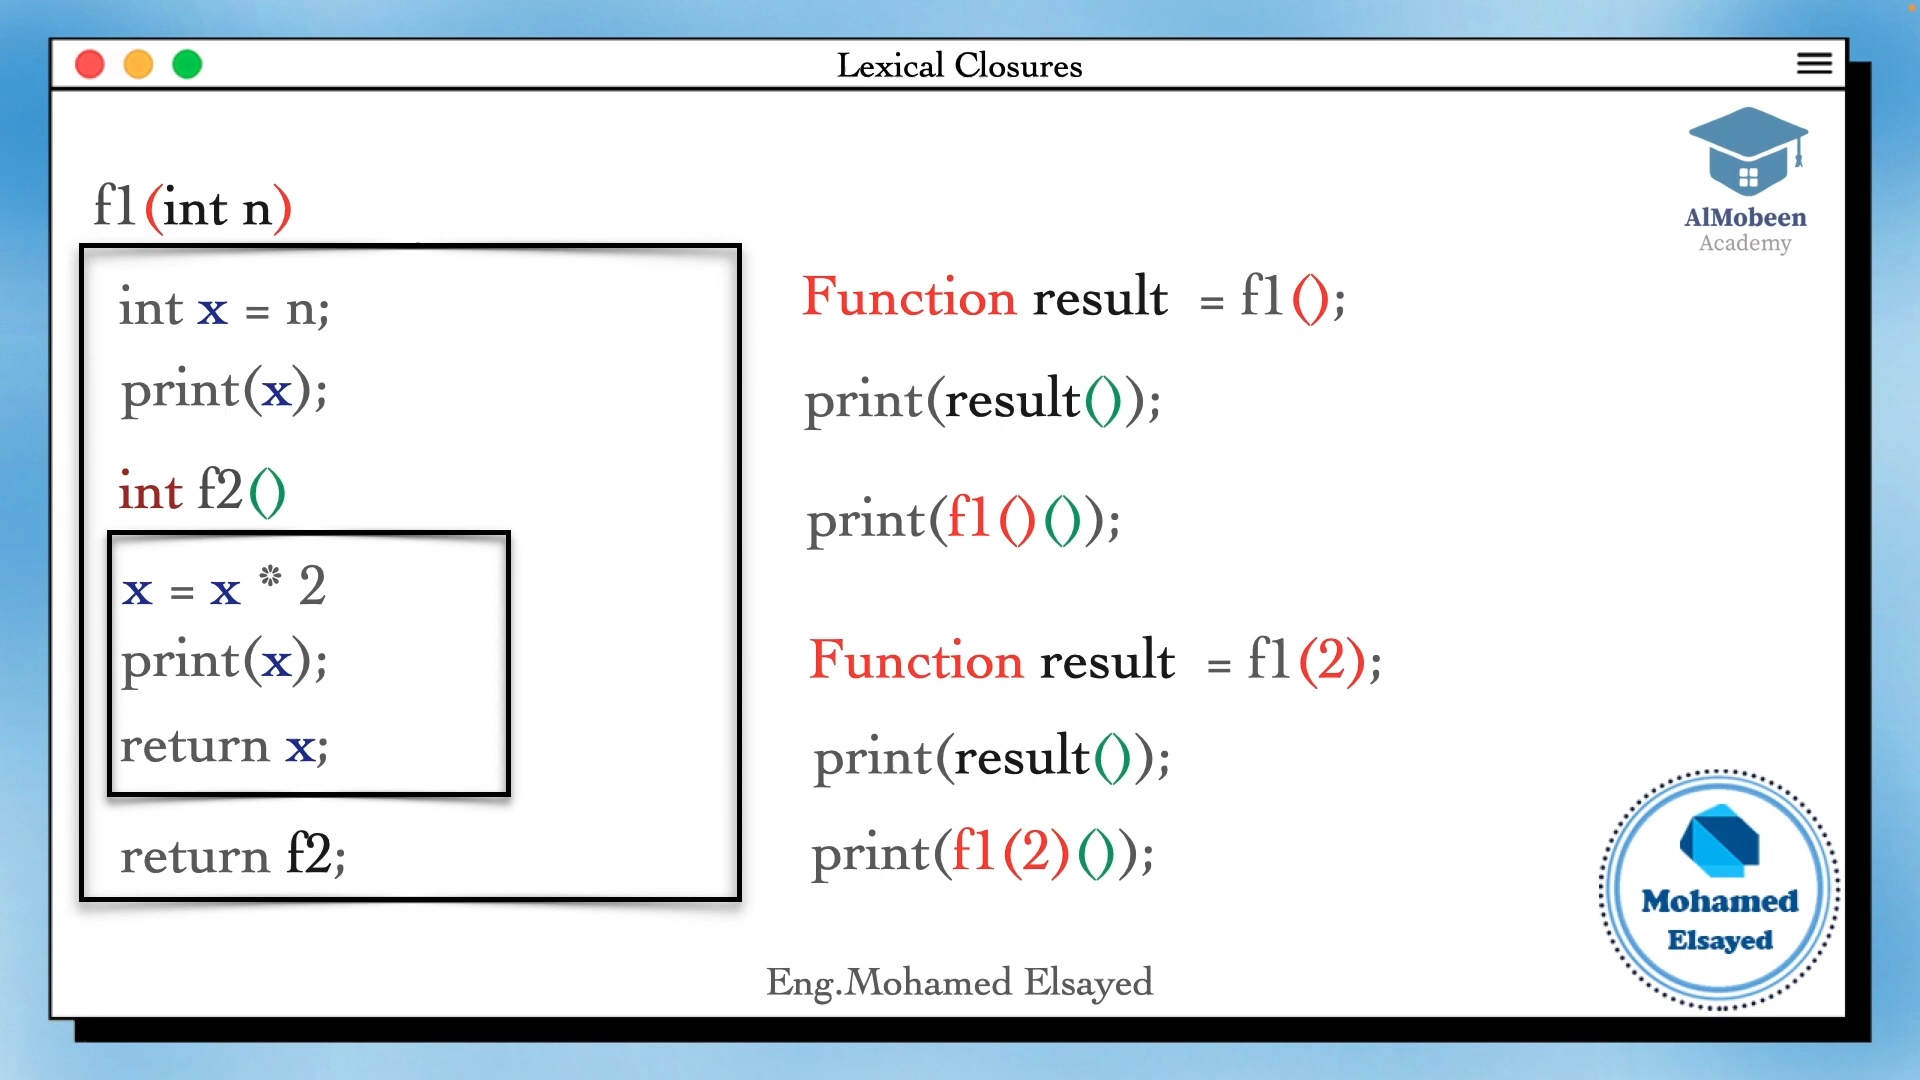 Lexical Closures
AlMobeen
Academy
f1(int n)
int x = n;
print(x);
int f2()
x = x * 2
print(x);
return x;
return f2;
Function result = f1();
print(result());
print(f1()());
Function result = f1(2);
print(result());
print(f1(2)());
Mohamed
Elsayed
Eng.Mohamed Elsayed